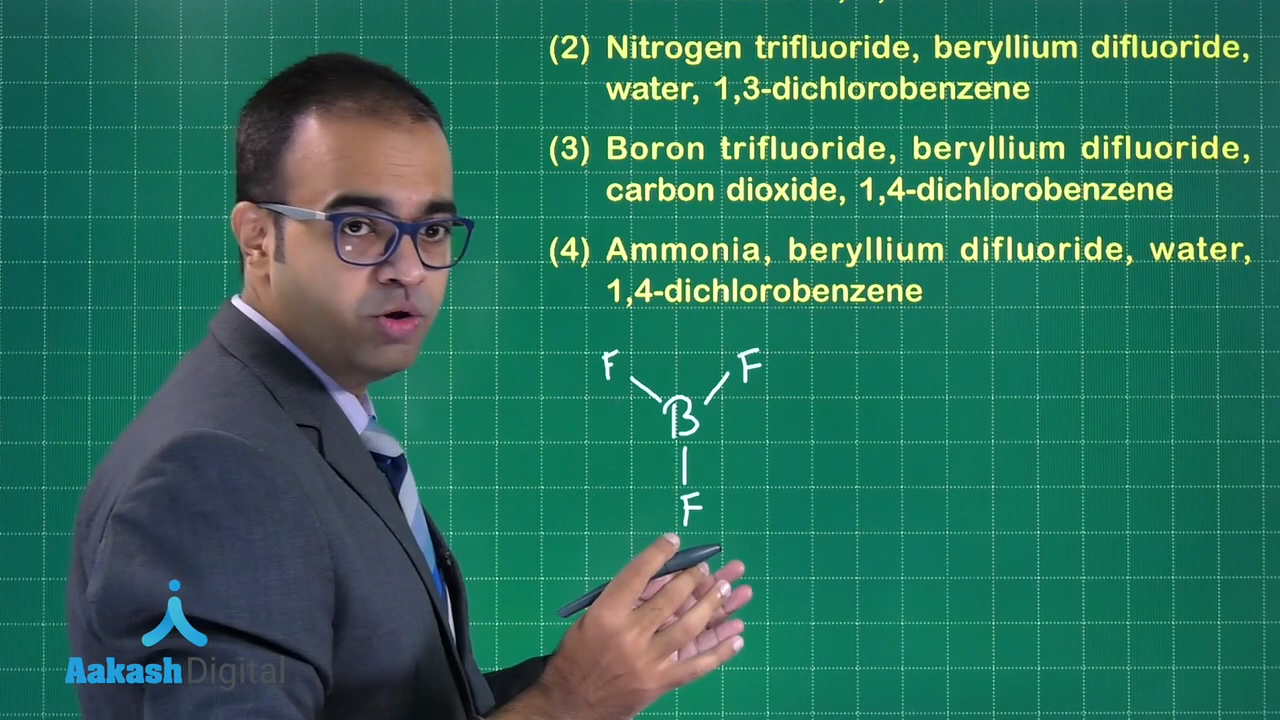 (2) Nitrogen trifluoride, beryllium difluoride,
water, 1,3-dichlorobenzene
(3) Boron trifluoride, beryllium difluoride,
carbon dioxide, 1,4-dichlorobenzene
(4) Ammonia, beryllium difluoride, water,
1,4-dichlorobenzene
F F
B
F
Aakash Digital